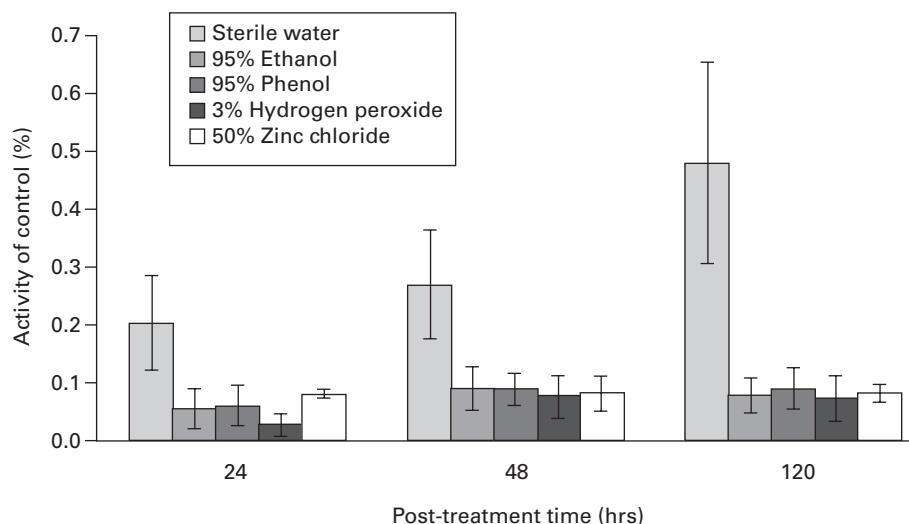 0.7
0.6
0.5
0.4
0.3
0.2
0.1
0.0
Activity of control (%)
Sterile water
95% Ethanol
95% Phenol
3% Hydrogen peroxide
50% Zinc chloride
24
48
120
Post-treatment time (hrs)